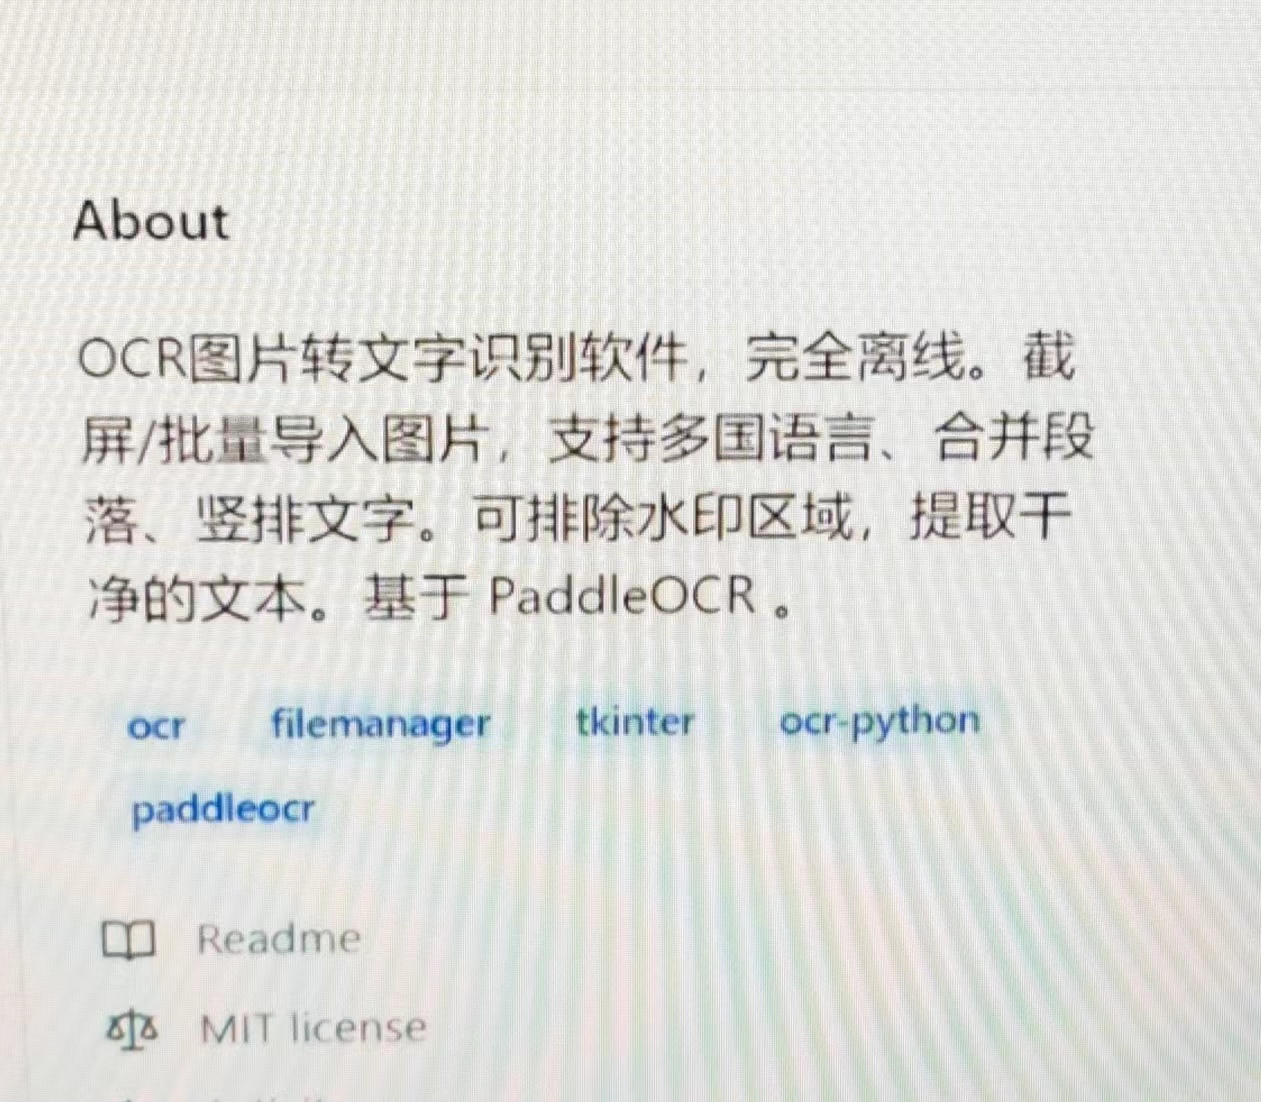 About
OCR图片转文字识别软件，完全离线。截
屏/批量导入图片，支持多国语言、合并段
落、竖排文字。可排除水印区域，提取干
净的文本。基于 PaddleOCR 。
ocr filemanager tkinter ocr-python
paddleocr
Readme
MIT license